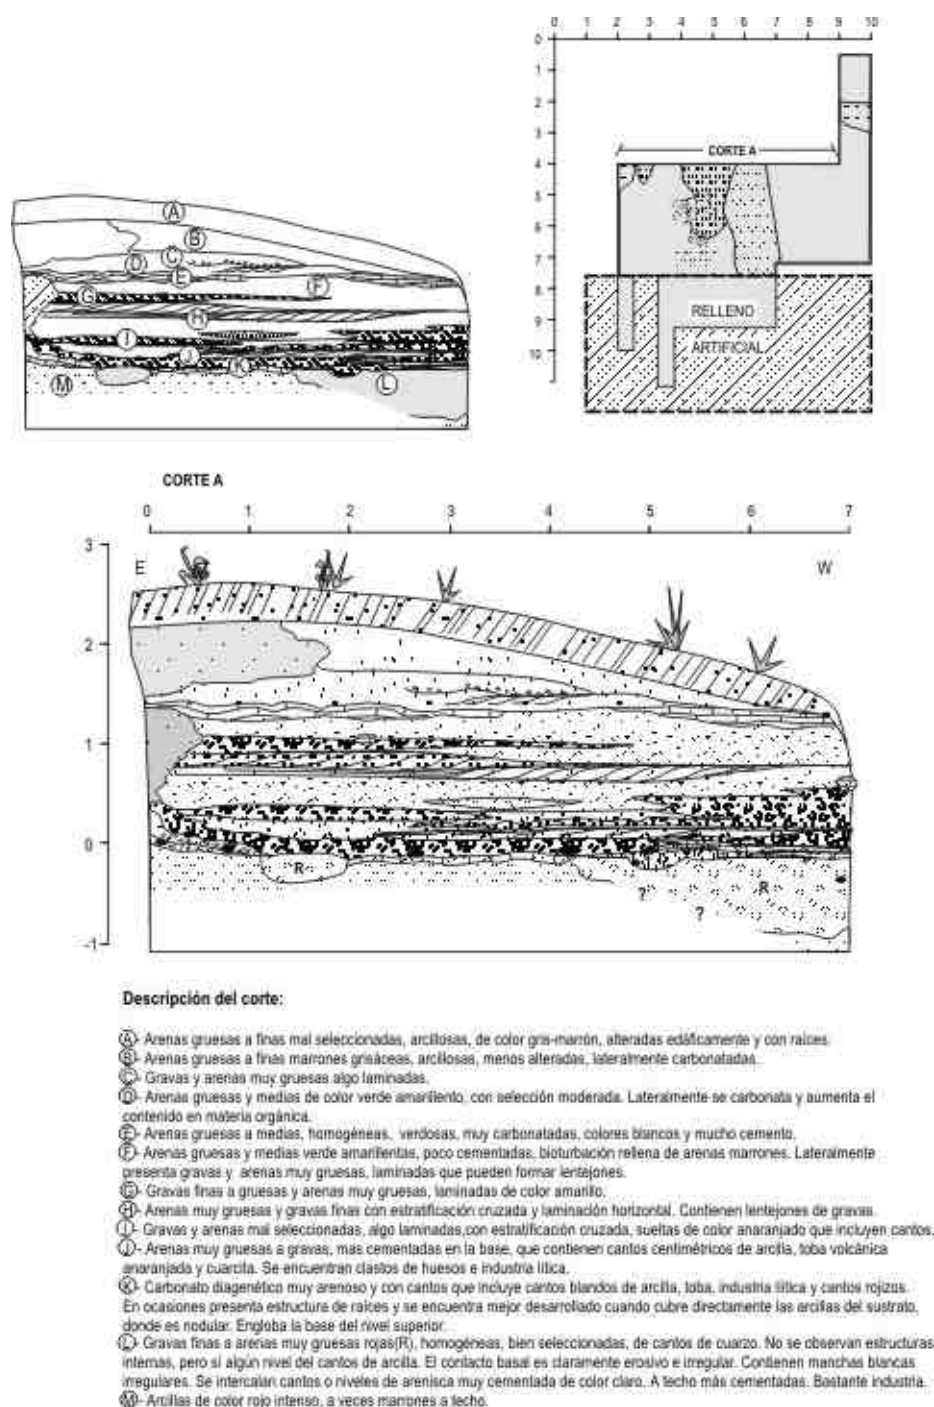 0 1 2 3 4 5 6 7 8 9 10
0
1
2
3
4
5
6
7
8
9
10
CORTE A
RELLENO
ARTIFICIAL
A
B
C
D
E
F
G
H
I
J
K
L
M
CORTE A
0 1 2 3 4 5 6 7
3
2
1
0
-1
E W
R
R
?
?
Descripción del corte:
A- Arenas gruesas a finas mal seleccionadas, arcillosas, de color gris-marrón, alteradas edáficamente y con raíces.
B- Arenas gruesas a finas marrones grisáceas, arcillosas, menos alteradas, lateralmente carbonatadas.
C- Gravas y arenas muy gruesas algo laminadas.
D- Arenas gruesas y medias de color verde amarillento, con selección moderada. Lateralmente se carbonata y aumenta el
contenido en materia orgánica.
E- Arenas gruesas a medias, homogéneas, verdosas, muy carbonatadas, colores blancos y mucho cemento.
F- Arenas gruesas y medias verde amarillentas, poco cementadas, bioturbación rellena de arenas marrones. Lateralmente
presenta gravas y arenas muy gruesas, laminadas que pueden formar lentejones.
G- Gravas finas a gruesas y arenas muy gruesas, laminadas de color amarillo.
H- Arenas muy gruesas y gravas finas con estratificación cruzada y laminación horizontal. Contienen lentejones de gravas.
I- Gravas y arenas mal seleccionadas, algo laminadas,con estratificación cruzada, sueltas de color anaranjado que incluyen cantos.
J- Arenas muy gruesas a gravas, mas cementadas en la base, que contienen cantos centimétricos de arcilla, toba volcánica
anaranjada y cuarcita. Se encuentran clastos de huesos e industria lítica.
K- Carbonato diagenético muy arenoso y con cantos que incluye cantos blandos de arcilla, toba, industria lítica y cantos rojizos.
En ocasiones presenta estructura de raíces y se encuentra mejor desarrollado cuando cubre directamente las arcillas del sustrato,
donde es nodular. Engloba la base del nivel superior.
L- Gravas finas a arenas muy gruesas rojas(R), homogéneas, bien seleccionadas, de cantos de cuarzo. No se observan estructuras
internas, pero sí algún nivel del cantos de arcilla. El contacto basal es claramente erosivo e irregular. Contienen manchas blancas
irregulares. Se intercalan cantos o niveles de arenisca muy cementada de color claro. A techo más cementadas. Bastante industria.
M- Arcillas de color rojo intenso, a veces marrones a techo.